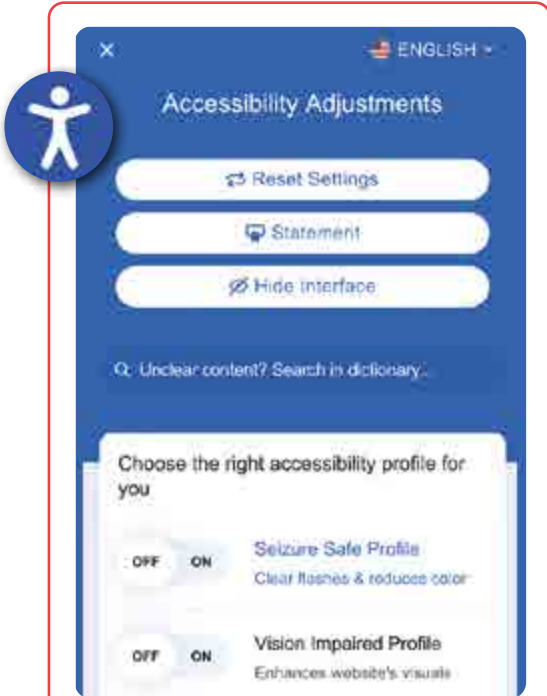 ENGLISH
Accessibility Adjustments
Reset Settings
Statement
Hide Interface
Unclear content? Search in dictionary...
Choose the right accessibility profile for
you
OFF ON Seizure Safe Profile
Clear flashes & reduces color
OFF ON Vision Impaired Profile
Enhances website's visuals